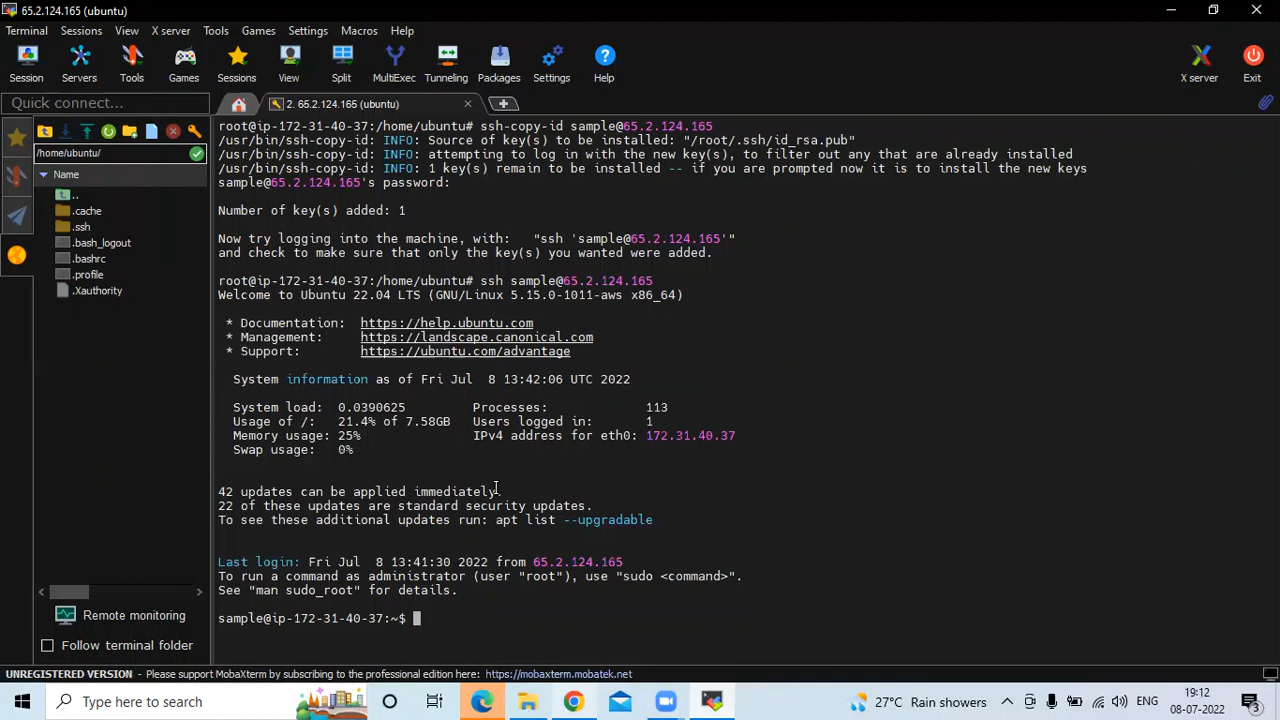 65.2.124.165 (ubuntu)
Terminal Sessions View X server Tools Games Settings Macros Help
Session Servers Tools Games Sessions View Split MultiExec Tunneling Packages Settings Help X server Exit
Quick connect...
2. 65.2.124.165 (ubuntu)
/home/ubuntu/
Name
..
.cache
.ssh
.bash_logout
.bashrc
.profile
.Xauthority
Remote monitoring
Follow terminal folder
root@ip-172-31-40-37:/home/ubuntu# ssh-copy-id sample@65.2.124.165
/usr/bin/ssh-copy-id: INFO: Source of key(s) to be installed: "/root/.ssh/id_rsa.pub"
/usr/bin/ssh-copy-id: INFO: attempting to log in with the new key(s), to filter out any that are already installed
/usr/bin/ssh-copy-id: INFO: 1 key(s) remain to be installed -- if you are prompted now it is to install the new keys
sample@65.2.124.165's password:
Number of key(s) added: 1
Now try logging into the machine, with:   "ssh 'sample@65.2.124.165'"
and check to make sure that only the key(s) you wanted were added.
root@ip-172-31-40-37:/home/ubuntu# ssh sample@65.2.124.165
Welcome to Ubuntu 22.04 LTS (GNU/Linux 5.15.0-1011-aws x86_64)
* Documentation:  https://help.ubuntu.com
* Management:     https://landscape.canonical.com
* Support:        https://ubuntu.com/advantage
System information as of Fri Jul  8 13:42:06 UTC 2022
System load:  0.0390625         Processes:             113
Usage of /:   21.4% of 7.58GB   Users logged in:       1
Memory usage: 25%               IPv4 address for eth0: 172.31.40.37
Swap usage:   0%
42 updates can be applied immediately.
22 of these updates are standard security updates.
To see these additional updates run: apt list --upgradable
Last login: Fri Jul  8 13:41:30 2022 from 65.2.124.165
To run a command as administrator (user "root"), use "sudo <command>".
See "man sudo_root" for details.
sample@ip-172-31-40-37:~$
UNREGISTERED VERSION - Please support MobaXterm by subscribing to the professional edition here: https://mobaxterm.mobatek.net
Type here to search
27°C Rain showers
ENG
19:12
08-07-2022
3